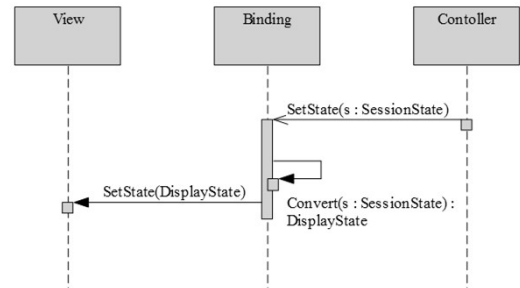 View
Binding
Contoller
SetState(s : SessionState)
SetState(DisplayState)
Convert(s : SessionState) :
DisplayState